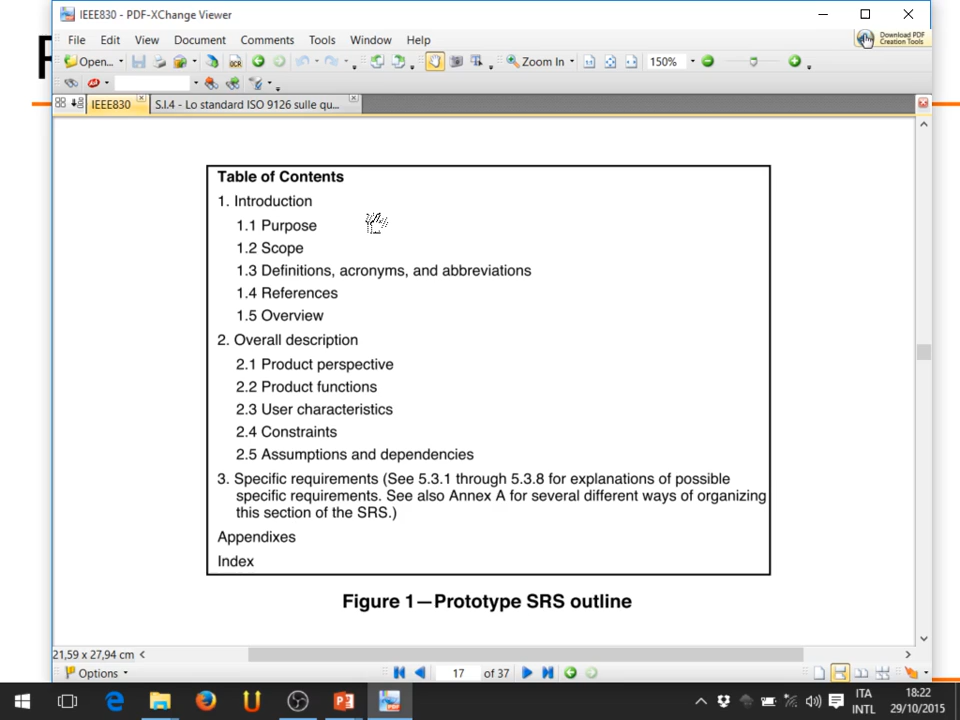 IEEE830 - PDF-XChange Viewer
File Edit View Document Comments Tools Window Help
Download PDF
Creation Tools
Open... OCR Zoom In 150%
IEEE830 S.I.4 - Lo standard ISO 9126 sulle qu...
Table of Contents
1. Introduction
1.1 Purpose
1.2 Scope
1.3 Definitions, acronyms, and abbreviations
1.4 References
1.5 Overview
2. Overall description
2.1 Product perspective
2.2 Product functions
2.3 User characteristics
2.4 Constraints
2.5 Assumptions and dependencies
3. Specific requirements (See 5.3.1 through 5.3.8 for explanations of possible
specific requirements. See also Annex A for several different ways of organizing
this section of the SRS.)
Appendixes
Index
Figure 1—Prototype SRS outline
21,59 x 27,94 cm
Options 17 of 37
ITA 18:22
INTL 29/10/2015